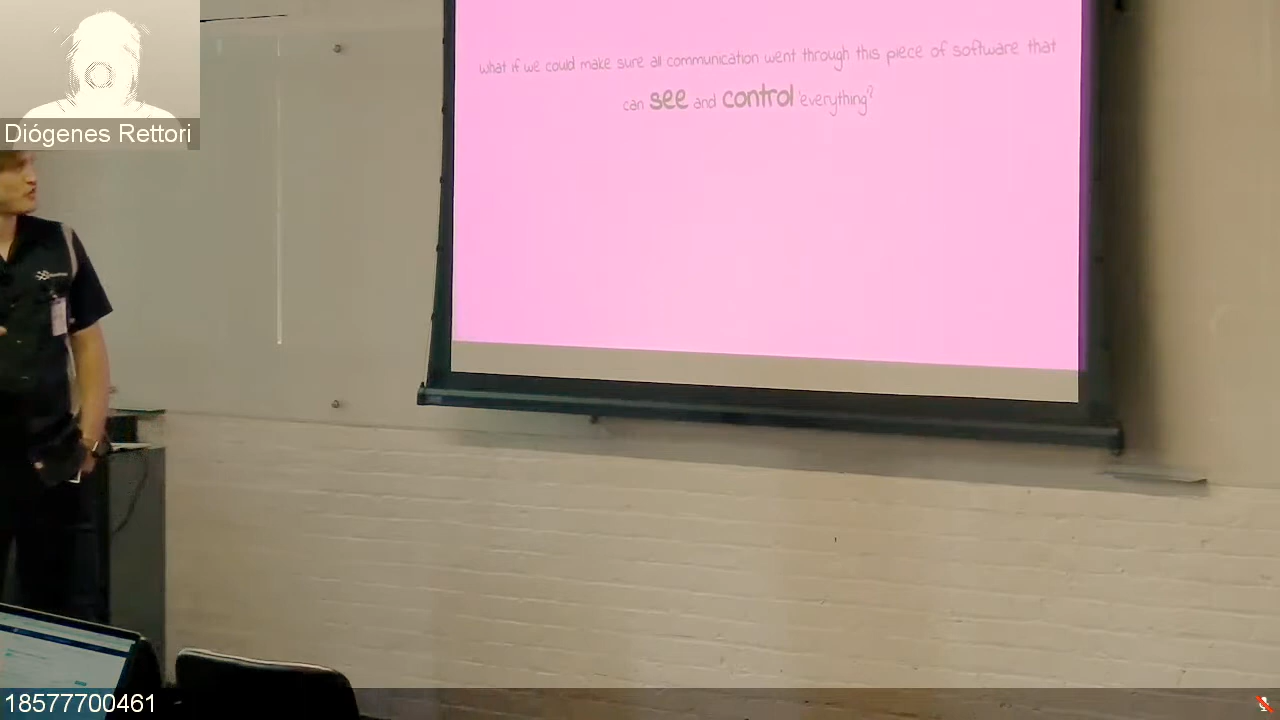 Diógenes Rettori
what if we could make sure all communication went through this piece of software that
can see and control 'everything?'
18577700461